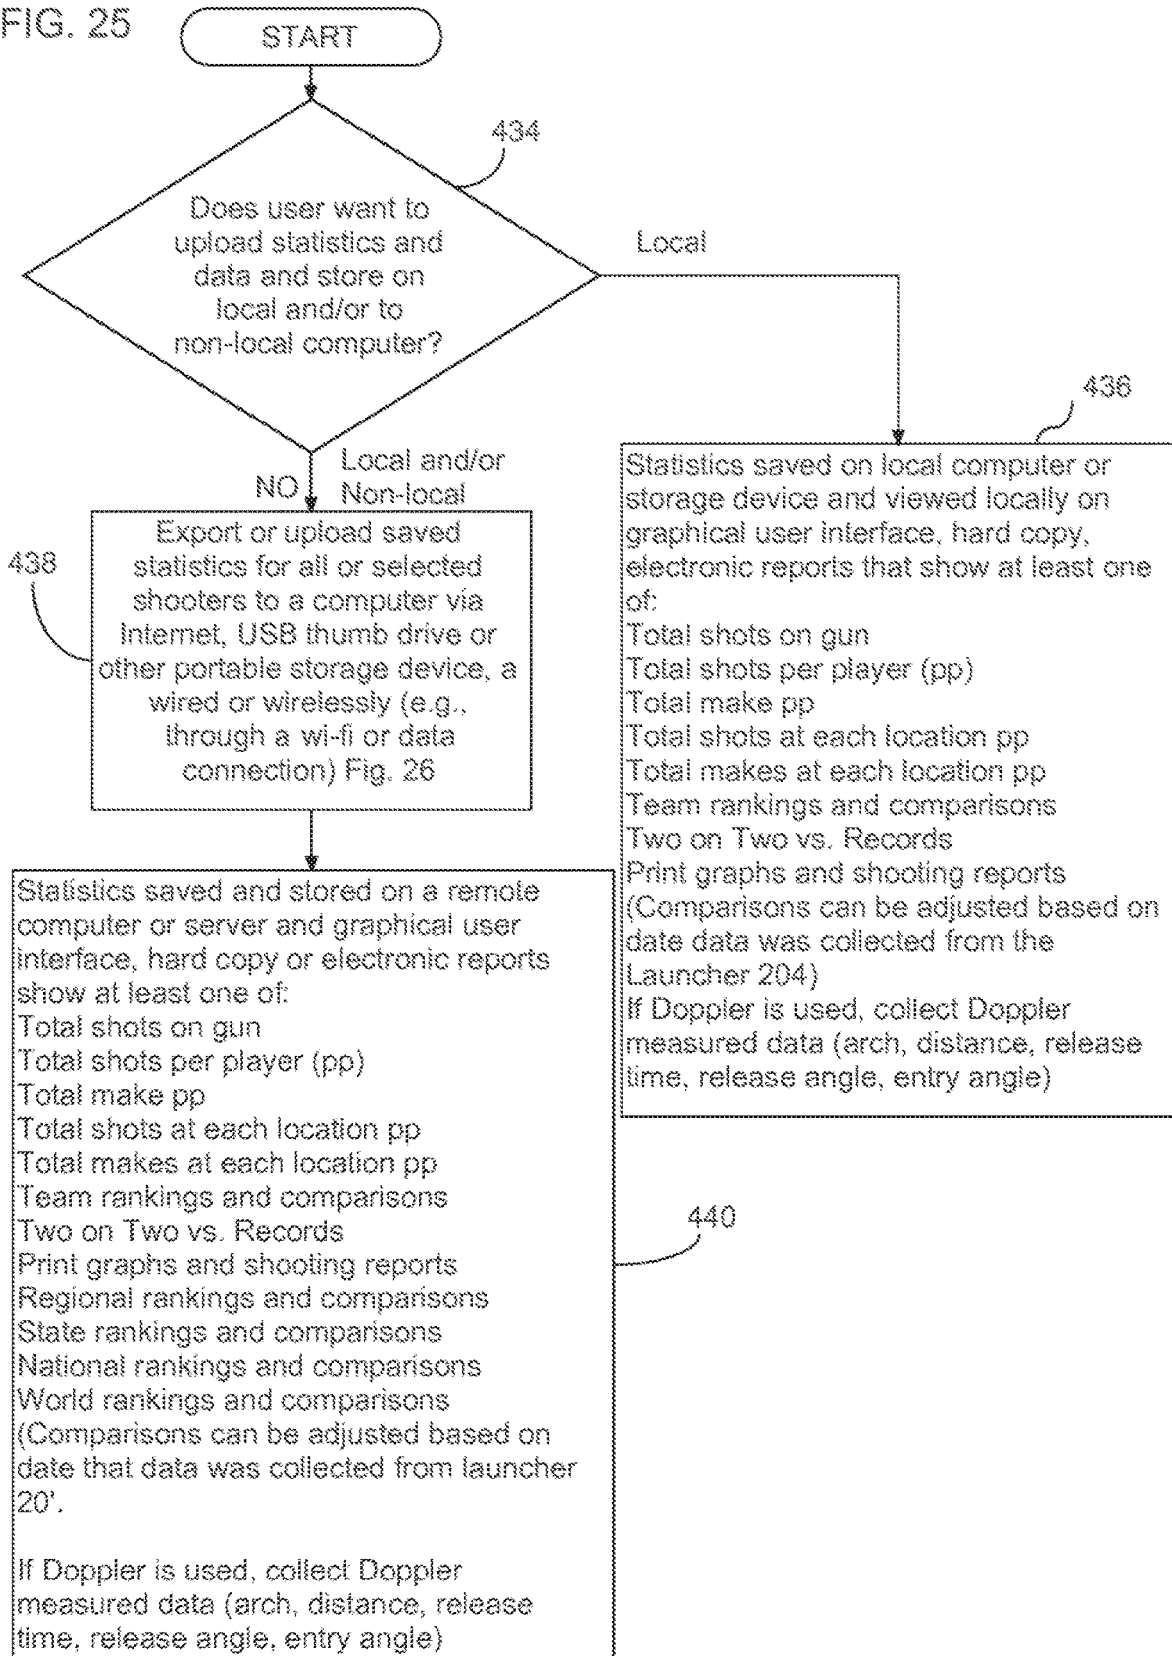 FIG. 25
START
434
Does user want to
upload statistics and
data and store on
local and/or to
non-local computer?
Local
436
NO
Local and/or
Non-local
438
Export or upload saved
statistics for all or selected
shooters to a computer via
Internet, USB thumb drive or
other portable storage device, a
wired or wirelessly (e.g.,
through a wi-fi or data
connection) Fig. 26
Statistics saved on local computer or
storage device and viewed locally on
graphical user interface, hard copy,
electronic reports that show at least one
of:
Total shots on gun
Total shots per player (pp)
Total make pp
Total shots at each location pp
Total makes at each location pp
Team rankings and comparisons
Two on Two vs. Records
Print graphs and shooting reports
(Comparisons can be adjusted based on
date data was collected from the
Launcher 204)
If Doppler is used, collect Doppler
measured data (arch, distance, release
time, release angle, entry angle)
Statistics saved and stored on a remote
computer or server and graphical user
interface, hard copy or electronic reports
show at least one of:
Total shots on gun
Total shots per player (pp)
Total make pp
Total shots at each location pp
Total makes at each location pp
Team rankings and comparisons
Two on Two vs. Records
Print graphs and shooting reports
Regional rankings and comparisons
State rankings and comparisons
National rankings and comparisons
World rankings and comparisons
(Comparisons can be adjusted based on
date that data was collected from launcher
20'.
If Doppler is used, collect Doppler
measured data (arch, distance, release
time, release angle, entry angle)
440